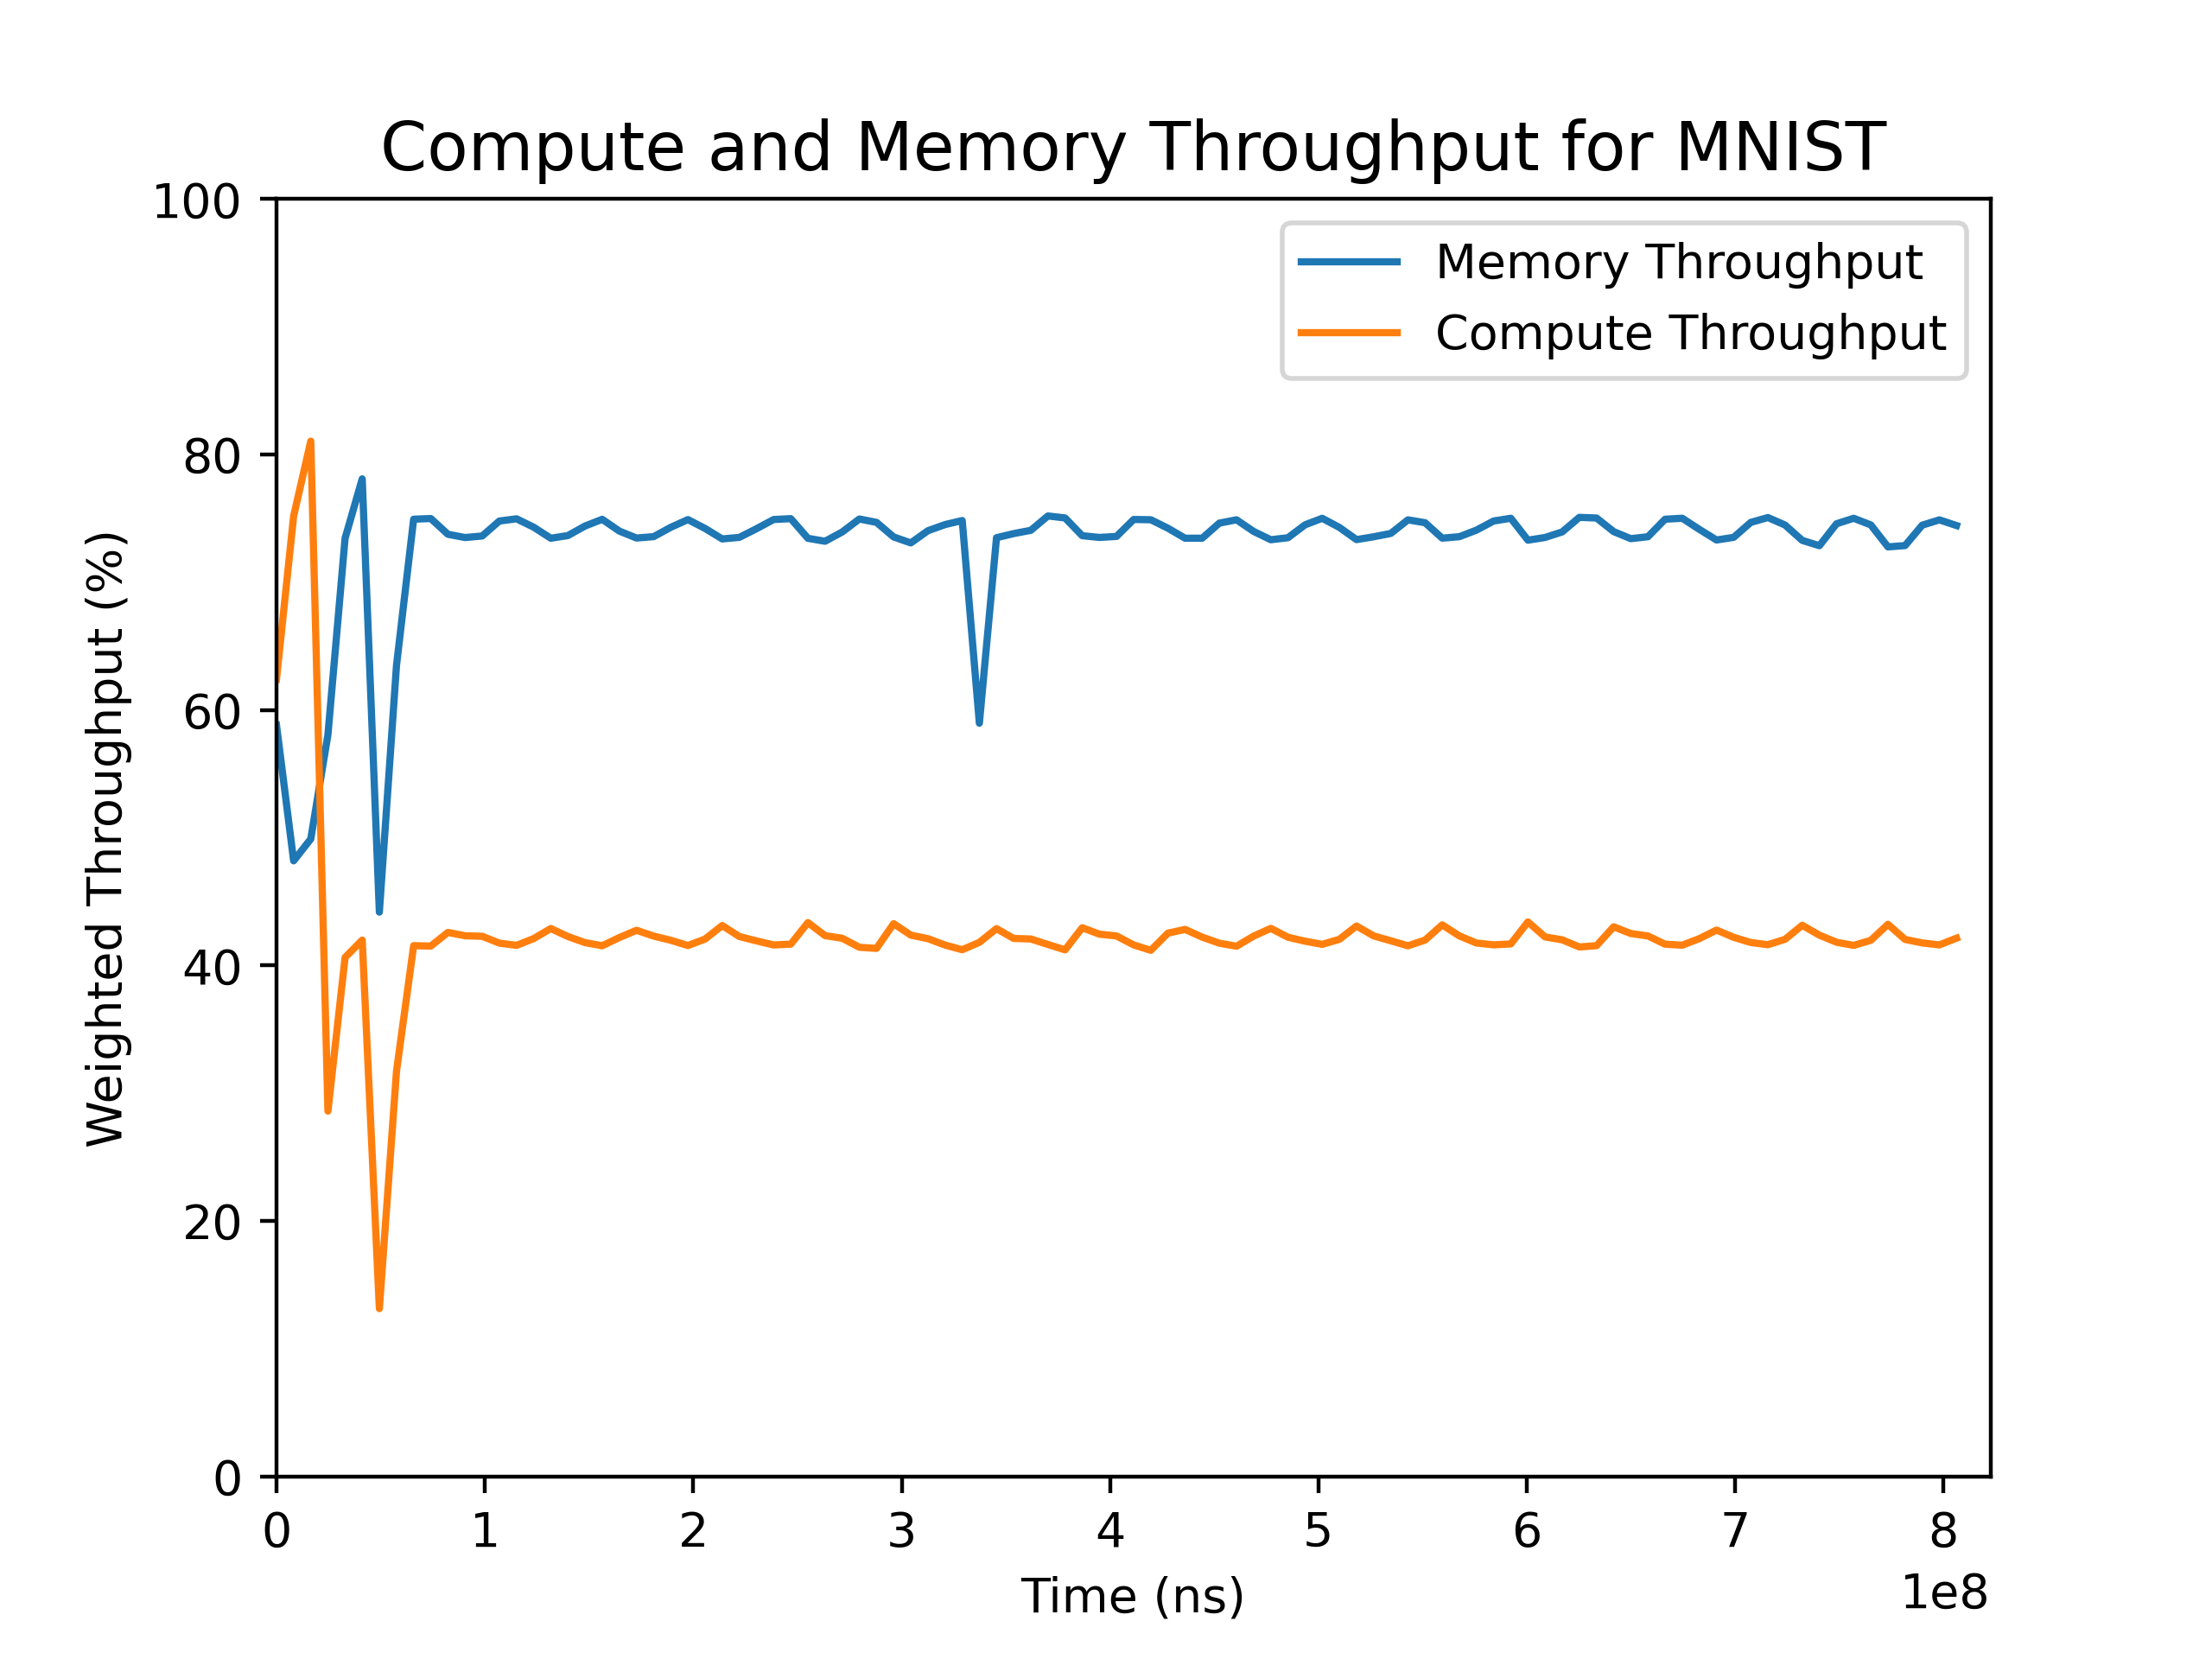 Compute and Memory Throughput for MNIST
Memory Throughput
Compute Throughput
Weighted Throughput (%)
100
80
60
40
20
0
0 1 2 3 4 5 6 7 8
1e8
Time (ns)